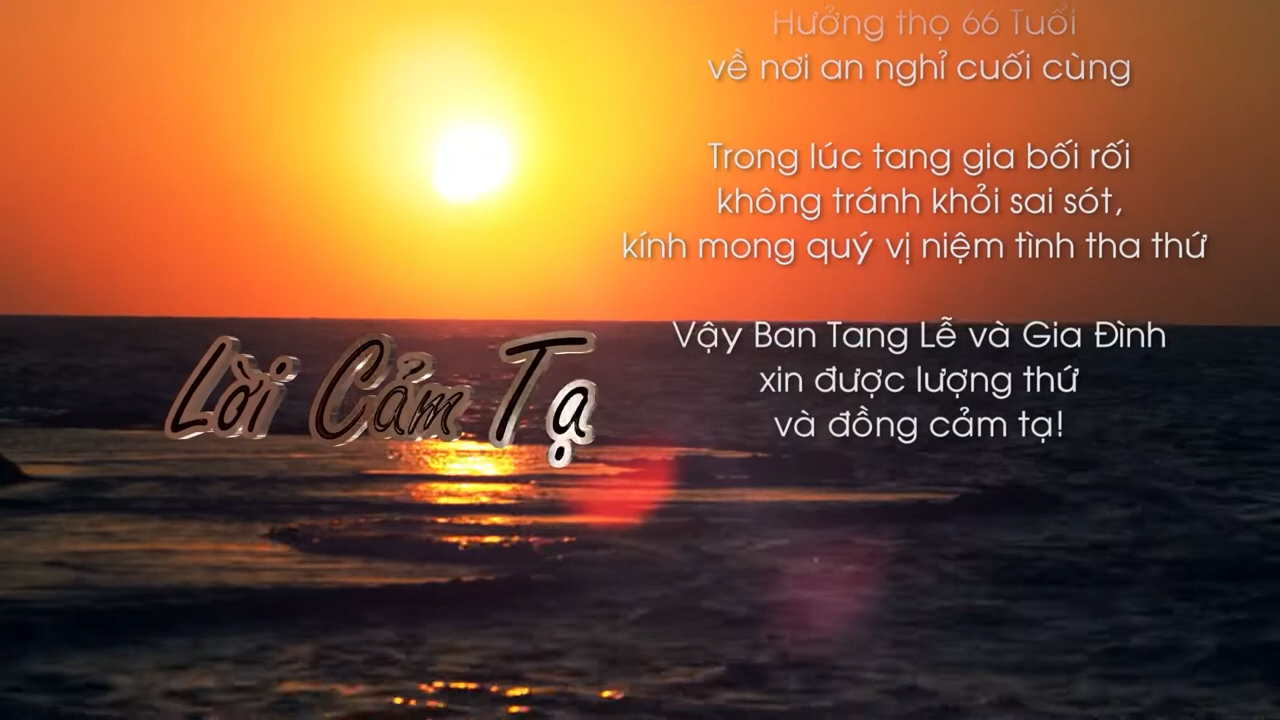 Lời Cảm Tạ
Hưởng thọ 66 Tuổi
về nơi an nghỉ cuối cùng
Trong lúc tang gia bối rối
không tránh khỏi sai sót,
kính mong quý vị niệm tình tha thứ
Vậy Ban Tang Lễ và Gia Đình
xin được lượng thứ
và đồng cảm tạ!